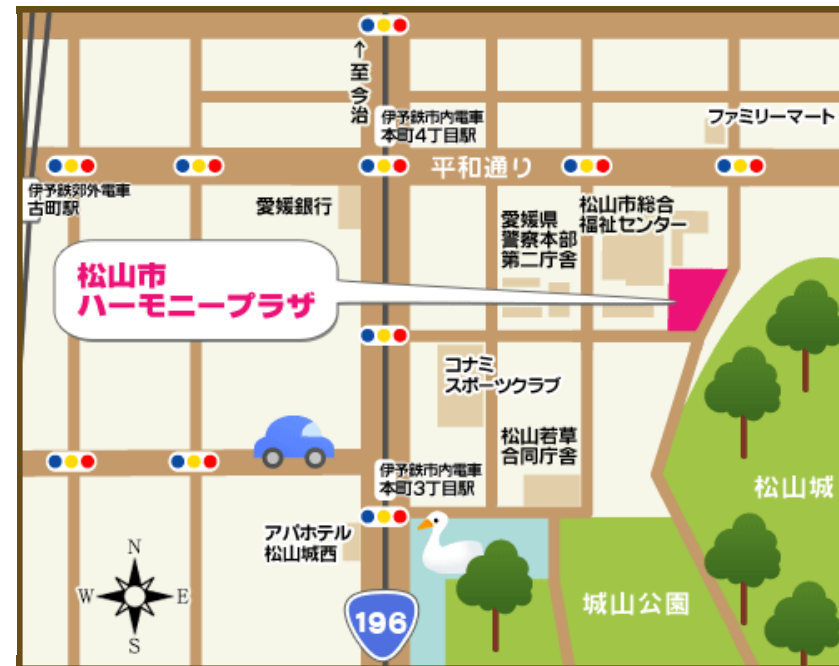 ↑至今治
伊予鉄市内電車
本町4丁目駅
ファミリーマート
平和通り
伊予鉄郊外電車
古町駅
愛媛銀行
愛媛県
警察本部
第二庁舎
松山市総合
福祉センター
松山市
ハーモニープラザ
コナミ
スポーツクラブ
松山若草
合同庁舎
伊予鉄市内電車
本町3丁目駅
松山城
アパホテル
松山城西
城山公園
N
W
E
S
196